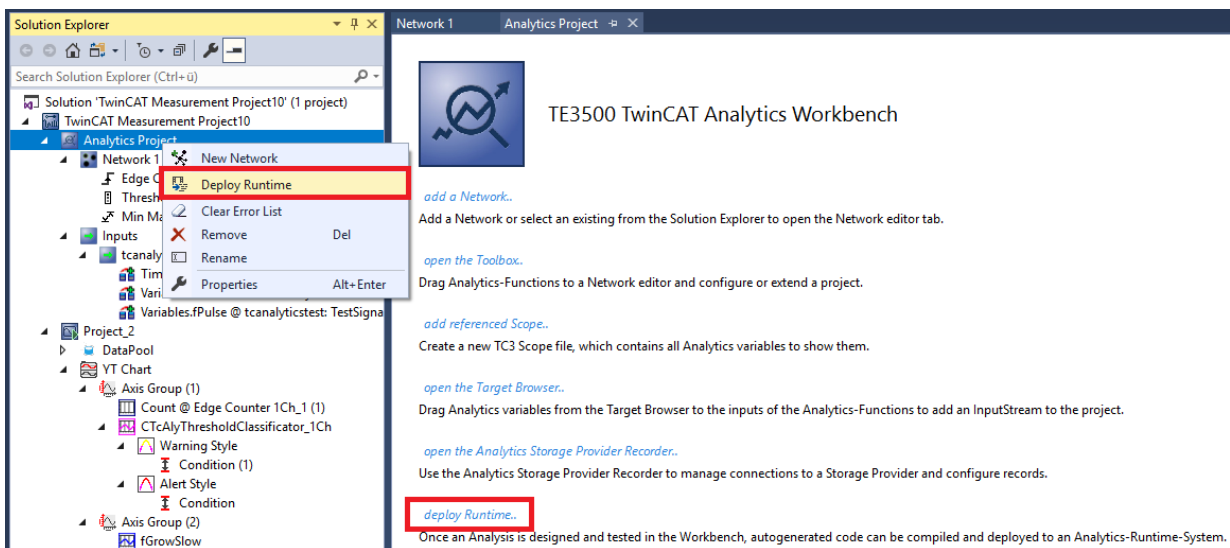 Solution Explorer
Search Solution Explorer (Ctrl+ü)
Solution 'TwinCAT Measurement Project10' (1 project)
TwinCAT Measurement Project10
Analytics Project
Network 1
Edge C
Thresh
Min Ma
Inputs
tcanaly
Tim
Vari
Variables.fPulse @ tcanalyticstest: TestSigna
Project_2
DataPool
YT Chart
Axis Group (1)
Count @ Edge Counter 1Ch_1 (1)
CTcAlyThresholdClassificator_1Ch
Warning Style
Condition (1)
Alert Style
Condition
Axis Group (2)
fGrowSlow
New Network
Deploy Runtime
Clear Error List
Remove Del
Rename
Properties Alt+Enter
Network 1 Analytics Project
TE3500 TwinCAT Analytics Workbench
add a Network..
Add a Network or select an existing from the Solution Explorer to open the Network editor tab.
open the Toolbox..
Drag Analytics-Functions to a Network editor and configure or extend a project.
add referenced Scope..
Create a new TC3 Scope file, which contains all Analytics variables to show them.
open the Target Browser..
Drag Analytics variables from the Target Browser to the inputs of the Analytics-Functions to add an InputStream to the project.
open the Analytics Storage Provider Recorder..
Use the Analytics Storage Provider Recorder to manage connections to a Storage Provider and configure records.
deploy Runtime..
Once an Analysis is designed and tested in the Workbench, autogenerated code can be compiled and deployed to an Analytics-Runtime-System.